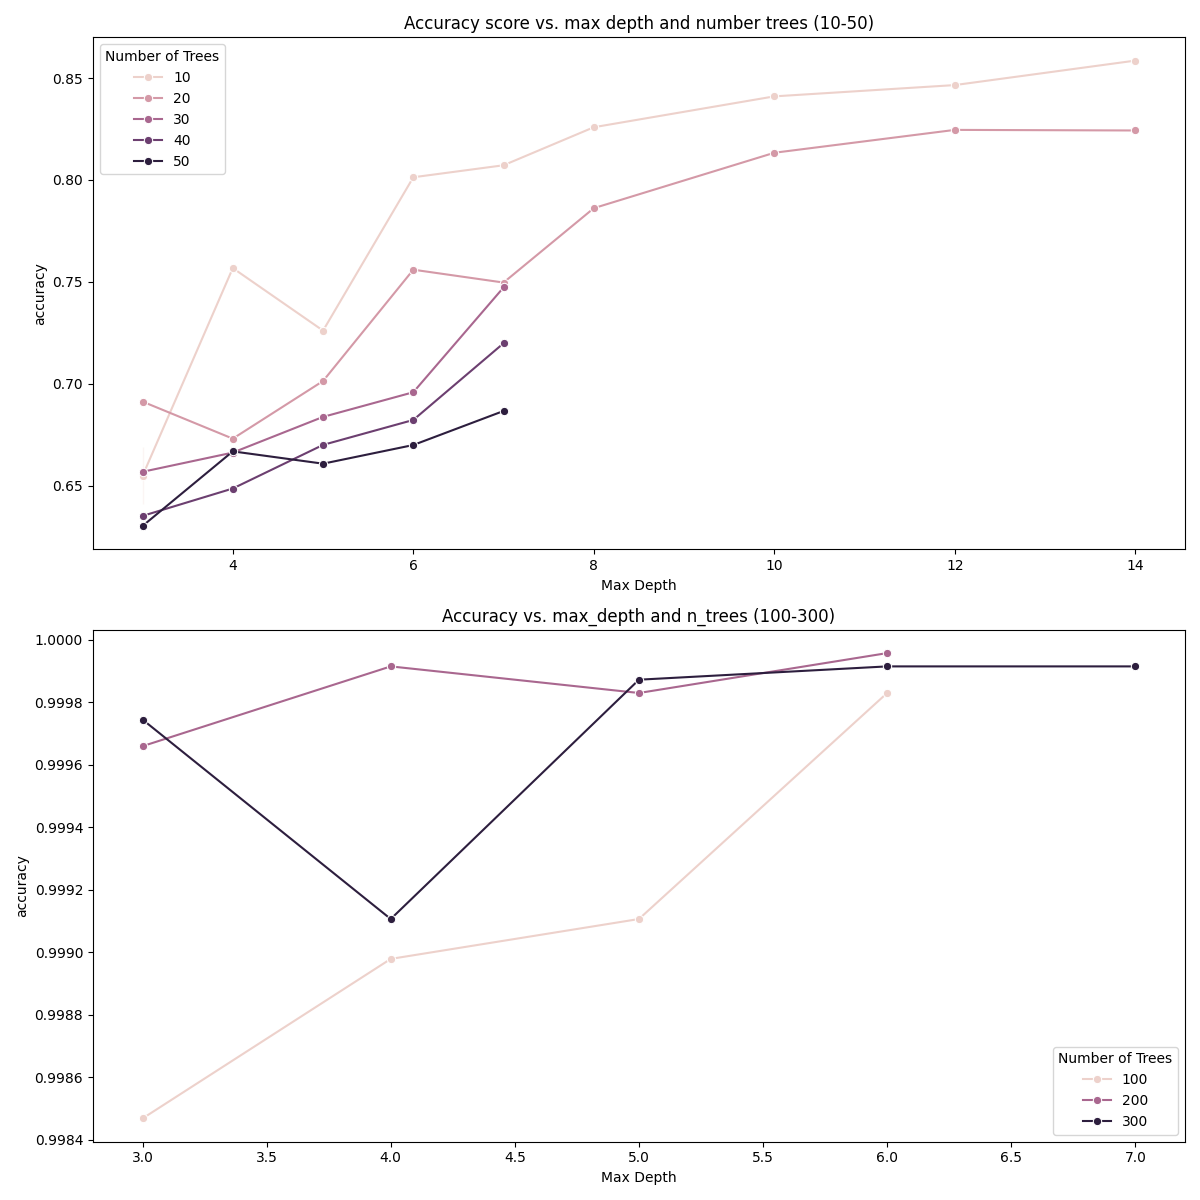 Accuracy score vs. max depth and number trees (10-50)
Number of Trees
10
20
30
40
50
0.85
0.80
0.75
0.70
0.65
accuracy
4 6 8 10 12 14
Max Depth
Accuracy vs. max_depth and n_trees (100-300)
1.0000
0.9998
0.9996
0.9994
0.9992
0.9990
0.9988
0.9986
0.9984
accuracy
Number of Trees
100
200
300
3.0 3.5 4.0 4.5 5.0 5.5 6.0 6.5 7.0
Max Depth